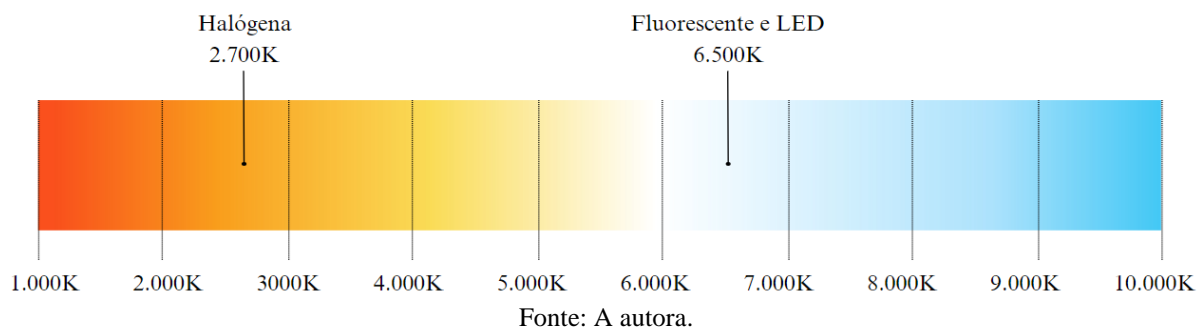 Halógena Fluorescente e LED
2.700K 6.500K
1.000K 2.000K 3000K 4.000K 5.000K 6.000K 7.000K 8.000K 9.000K 10.000K
Fonte: A autora.